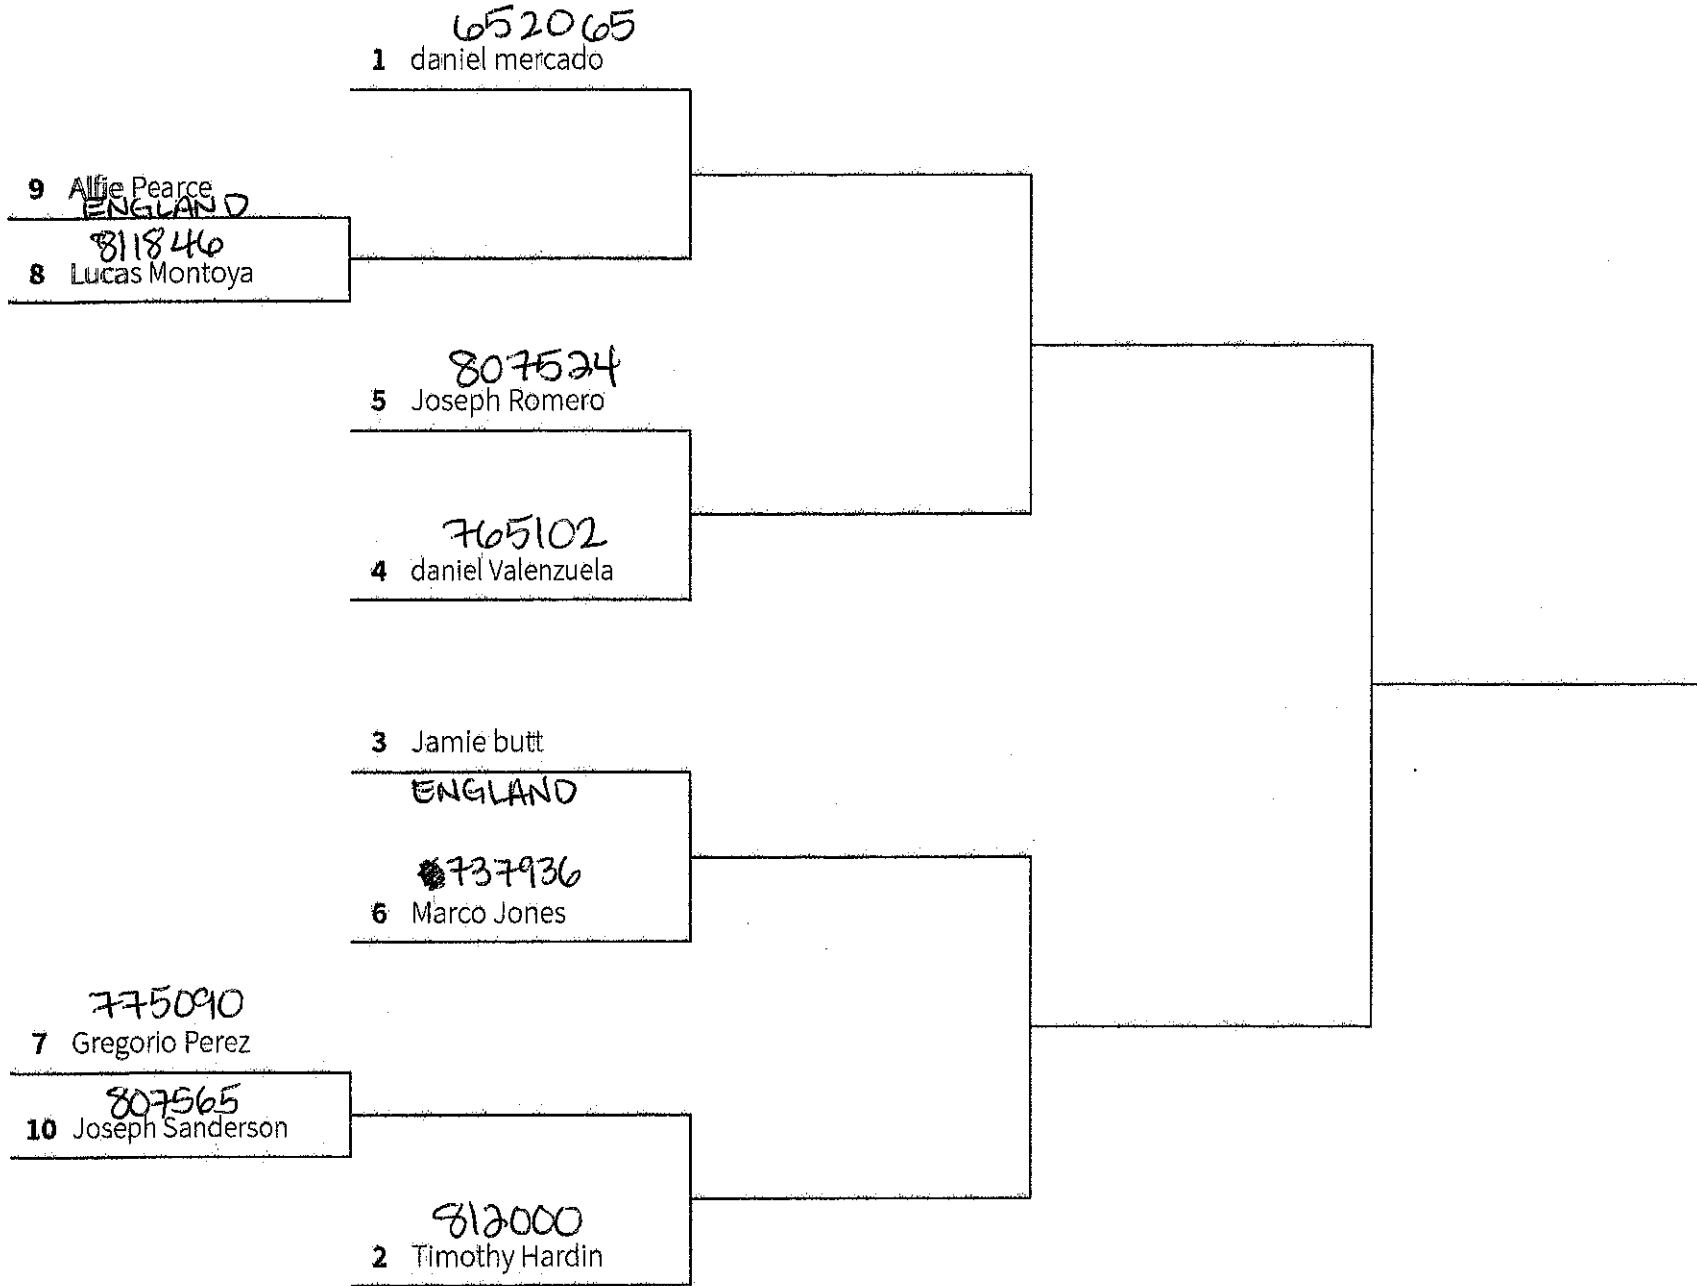 652065
1 daniel mercado
9 Alfie Pearce
ENGLAND
811846
8 Lucas Montoya
807524
5 Joseph Romero
765102
4 daniel Valenzuela
3 Jamie butt
ENGLAND
737936
6 Marco Jones
775090
7 Gregorio Perez
807565
10 Joseph Sanderson
812000
2 Timothy Hardin